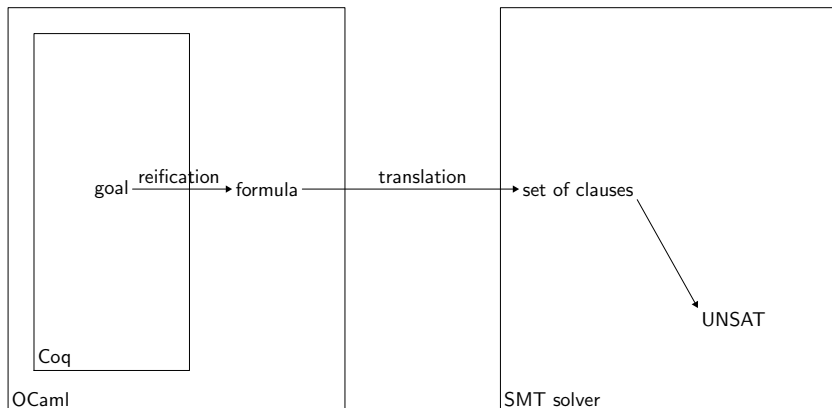 reification
translation
goal
formula
set of clauses
UNSAT
Coq
OCaml
SMT solver